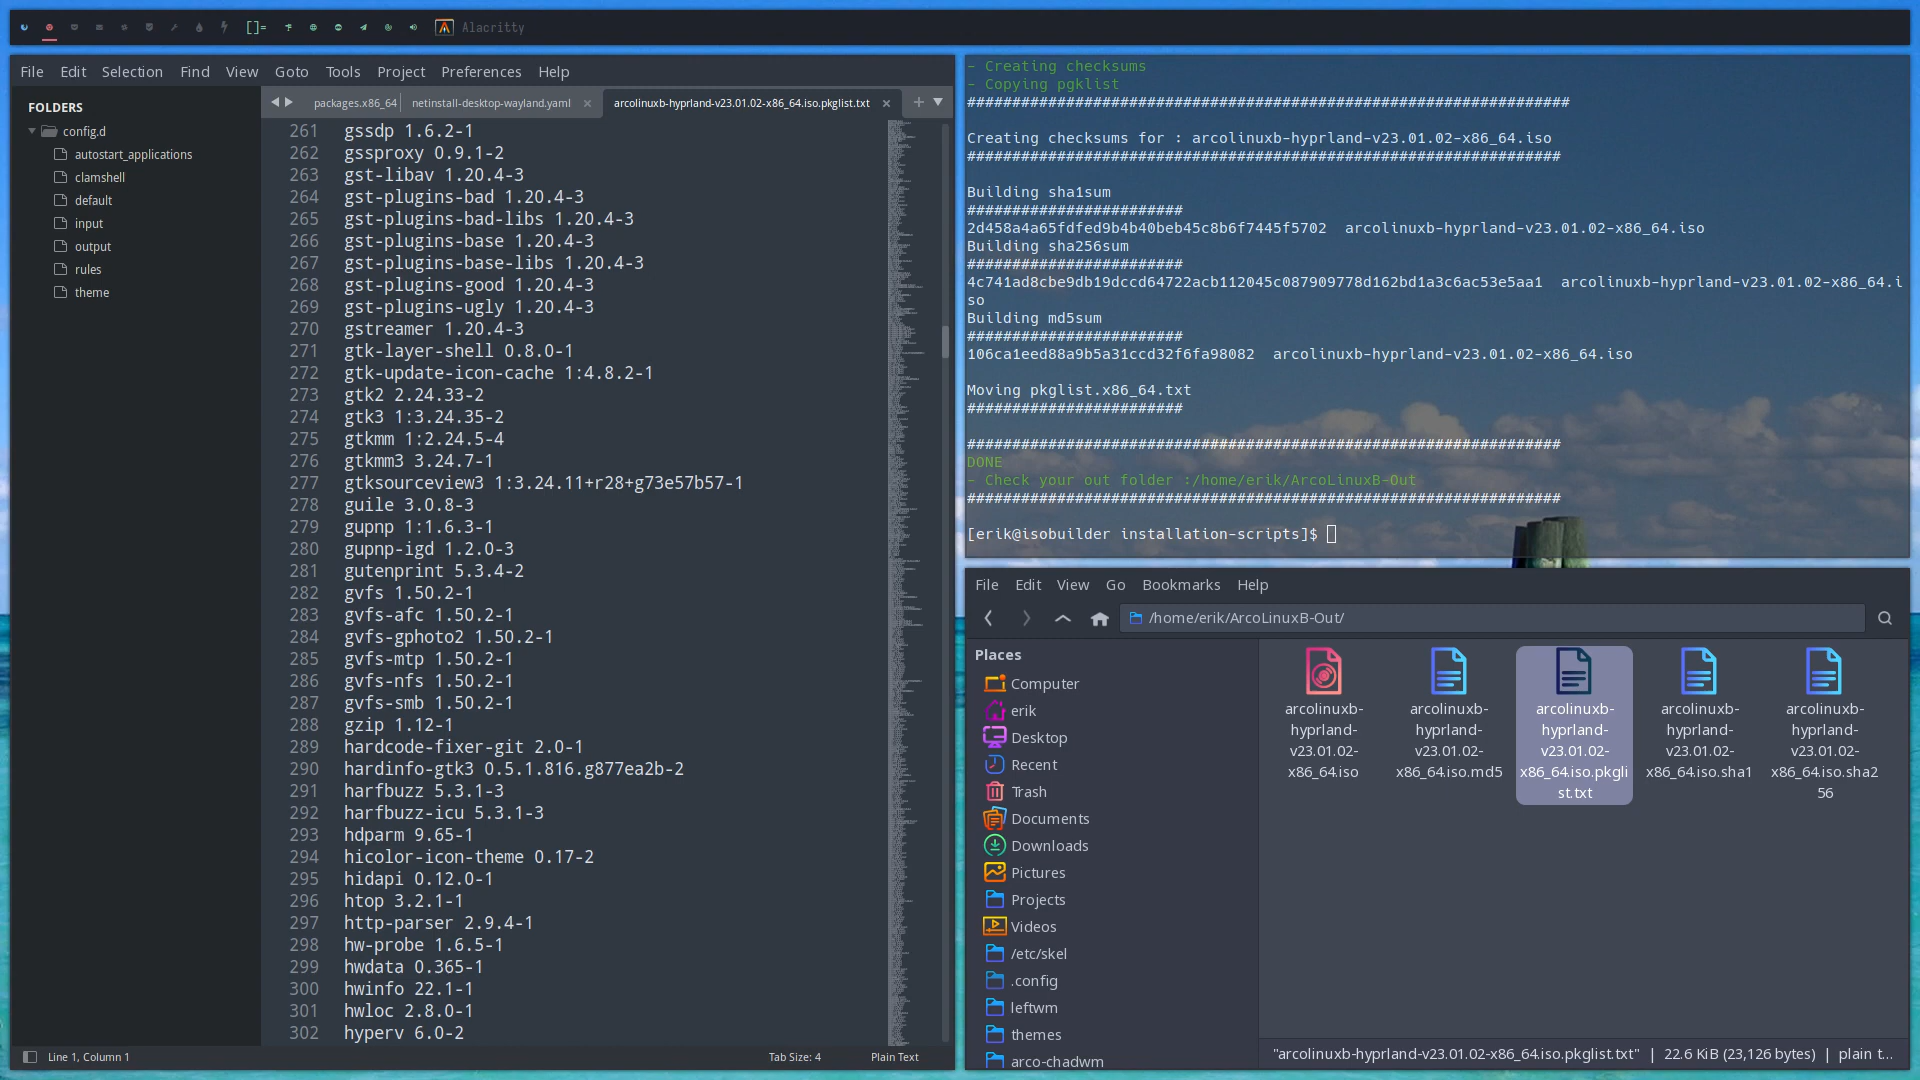 []=
Alacritty
File Edit Selection Find View Goto Tools Project Preferences Help
FOLDERS
config.d
autostart_applications
clamshell
default
input
output
rules
theme
packages.x86_64 netinstall-desktop-wayland.yaml × arcolinuxb-hyprland-v23.01.02-x86_64.iso.pkglist.txt × +
261 gssdp 1.6.2-1
262 gssproxy 0.9.1-2
263 gst-libav 1.20.4-3
264 gst-plugins-bad 1.20.4-3
265 gst-plugins-bad-libs 1.20.4-3
266 gst-plugins-base 1.20.4-3
267 gst-plugins-base-libs 1.20.4-3
268 gst-plugins-good 1.20.4-3
269 gst-plugins-ugly 1.20.4-3
270 gstreamer 1.20.4-3
271 gtk-layer-shell 0.8.0-1
272 gtk-update-icon-cache 1:4.8.2-1
273 gtk2 2.24.33-2
274 gtk3 1:3.24.35-2
275 gtkmm 1:2.24.5-4
276 gtkmm3 3.24.7-1
277 gtksourceview3 1:3.24.11+r28+g73e57b57-1
278 guile 3.0.8-3
279 gupnp 1:1.6.3-1
280 gupnp-igd 1.2.0-3
281 gutenprint 5.3.4-2
282 gvfs 1.50.2-1
283 gvfs-afc 1.50.2-1
284 gvfs-gphoto2 1.50.2-1
285 gvfs-mtp 1.50.2-1
286 gvfs-nfs 1.50.2-1
287 gvfs-smb 1.50.2-1
288 gzip 1.12-1
289 hardcode-fixer-git 2.0-1
290 hardinfo-gtk3 0.5.1.816.g877ea2b-2
291 harfbuzz 5.3.1-3
292 harfbuzz-icu 5.3.1-3
293 hdparm 9.65-1
294 hicolor-icon-theme 0.17-2
295 hidapi 0.12.0-1
296 htop 3.2.1-1
297 http-parser 2.9.4-1
298 hw-probe 1.6.5-1
299 hwdata 0.365-1
300 hwinfo 22.1-1
301 hwloc 2.8.0-1
302 hyperv 6.0-2
Line 1, Column 1 Tab Size: 4 Plain Text
- Creating checksums
- Copying pgklist
###################################################################

Creating checksums for : arcolinuxb-hyprland-v23.01.02-x86_64.iso
##################################################################

Building sha1sum
########################
2d458a4a65fdfed9b4b40beb45c8b6f7445f5702  arcolinuxb-hyprland-v23.01.02-x86_64.iso
Building sha256sum
########################
4c741ad8cbe9db19dccd64722acb112045c087909778d162bd1a3c6ac53e5aa1  arcolinuxb-hyprland-v23.01.02-x86_64.i
so
Building md5sum
########################
106ca1eed88a9b5a31ccd32f6fa98082  arcolinuxb-hyprland-v23.01.02-x86_64.iso

Moving pkglist.x86_64.txt
########################

##################################################################
DONE
- Check your out folder :/home/erik/ArcoLinuxB-Out
##################################################################

[erik@isobuilder installation-scripts]$
File Edit View Go Bookmarks Help
/home/erik/ArcoLinuxB-Out/
Places
Computer
erik
Desktop
Recent
Trash
Documents
Downloads
Pictures
Projects
Videos
/etc/skel
.config
leftwm
themes
arco-chadwm
arcolinuxb-
hyprland-
v23.01.02-
x86_64.iso
arcolinuxb-
hyprland-
v23.01.02-
x86_64.iso.md5
arcolinuxb-
hyprland-
v23.01.02-
x86_64.iso.pkgli
st.txt
arcolinuxb-
hyprland-
v23.01.02-
x86_64.iso.sha1
arcolinuxb-
hyprland-
v23.01.02-
x86_64.iso.sha2
56
"arcolinuxb-hyprland-v23.01.02-x86_64.iso.pkglist.txt" | 22.6 KiB (23,126 bytes) | plain t...